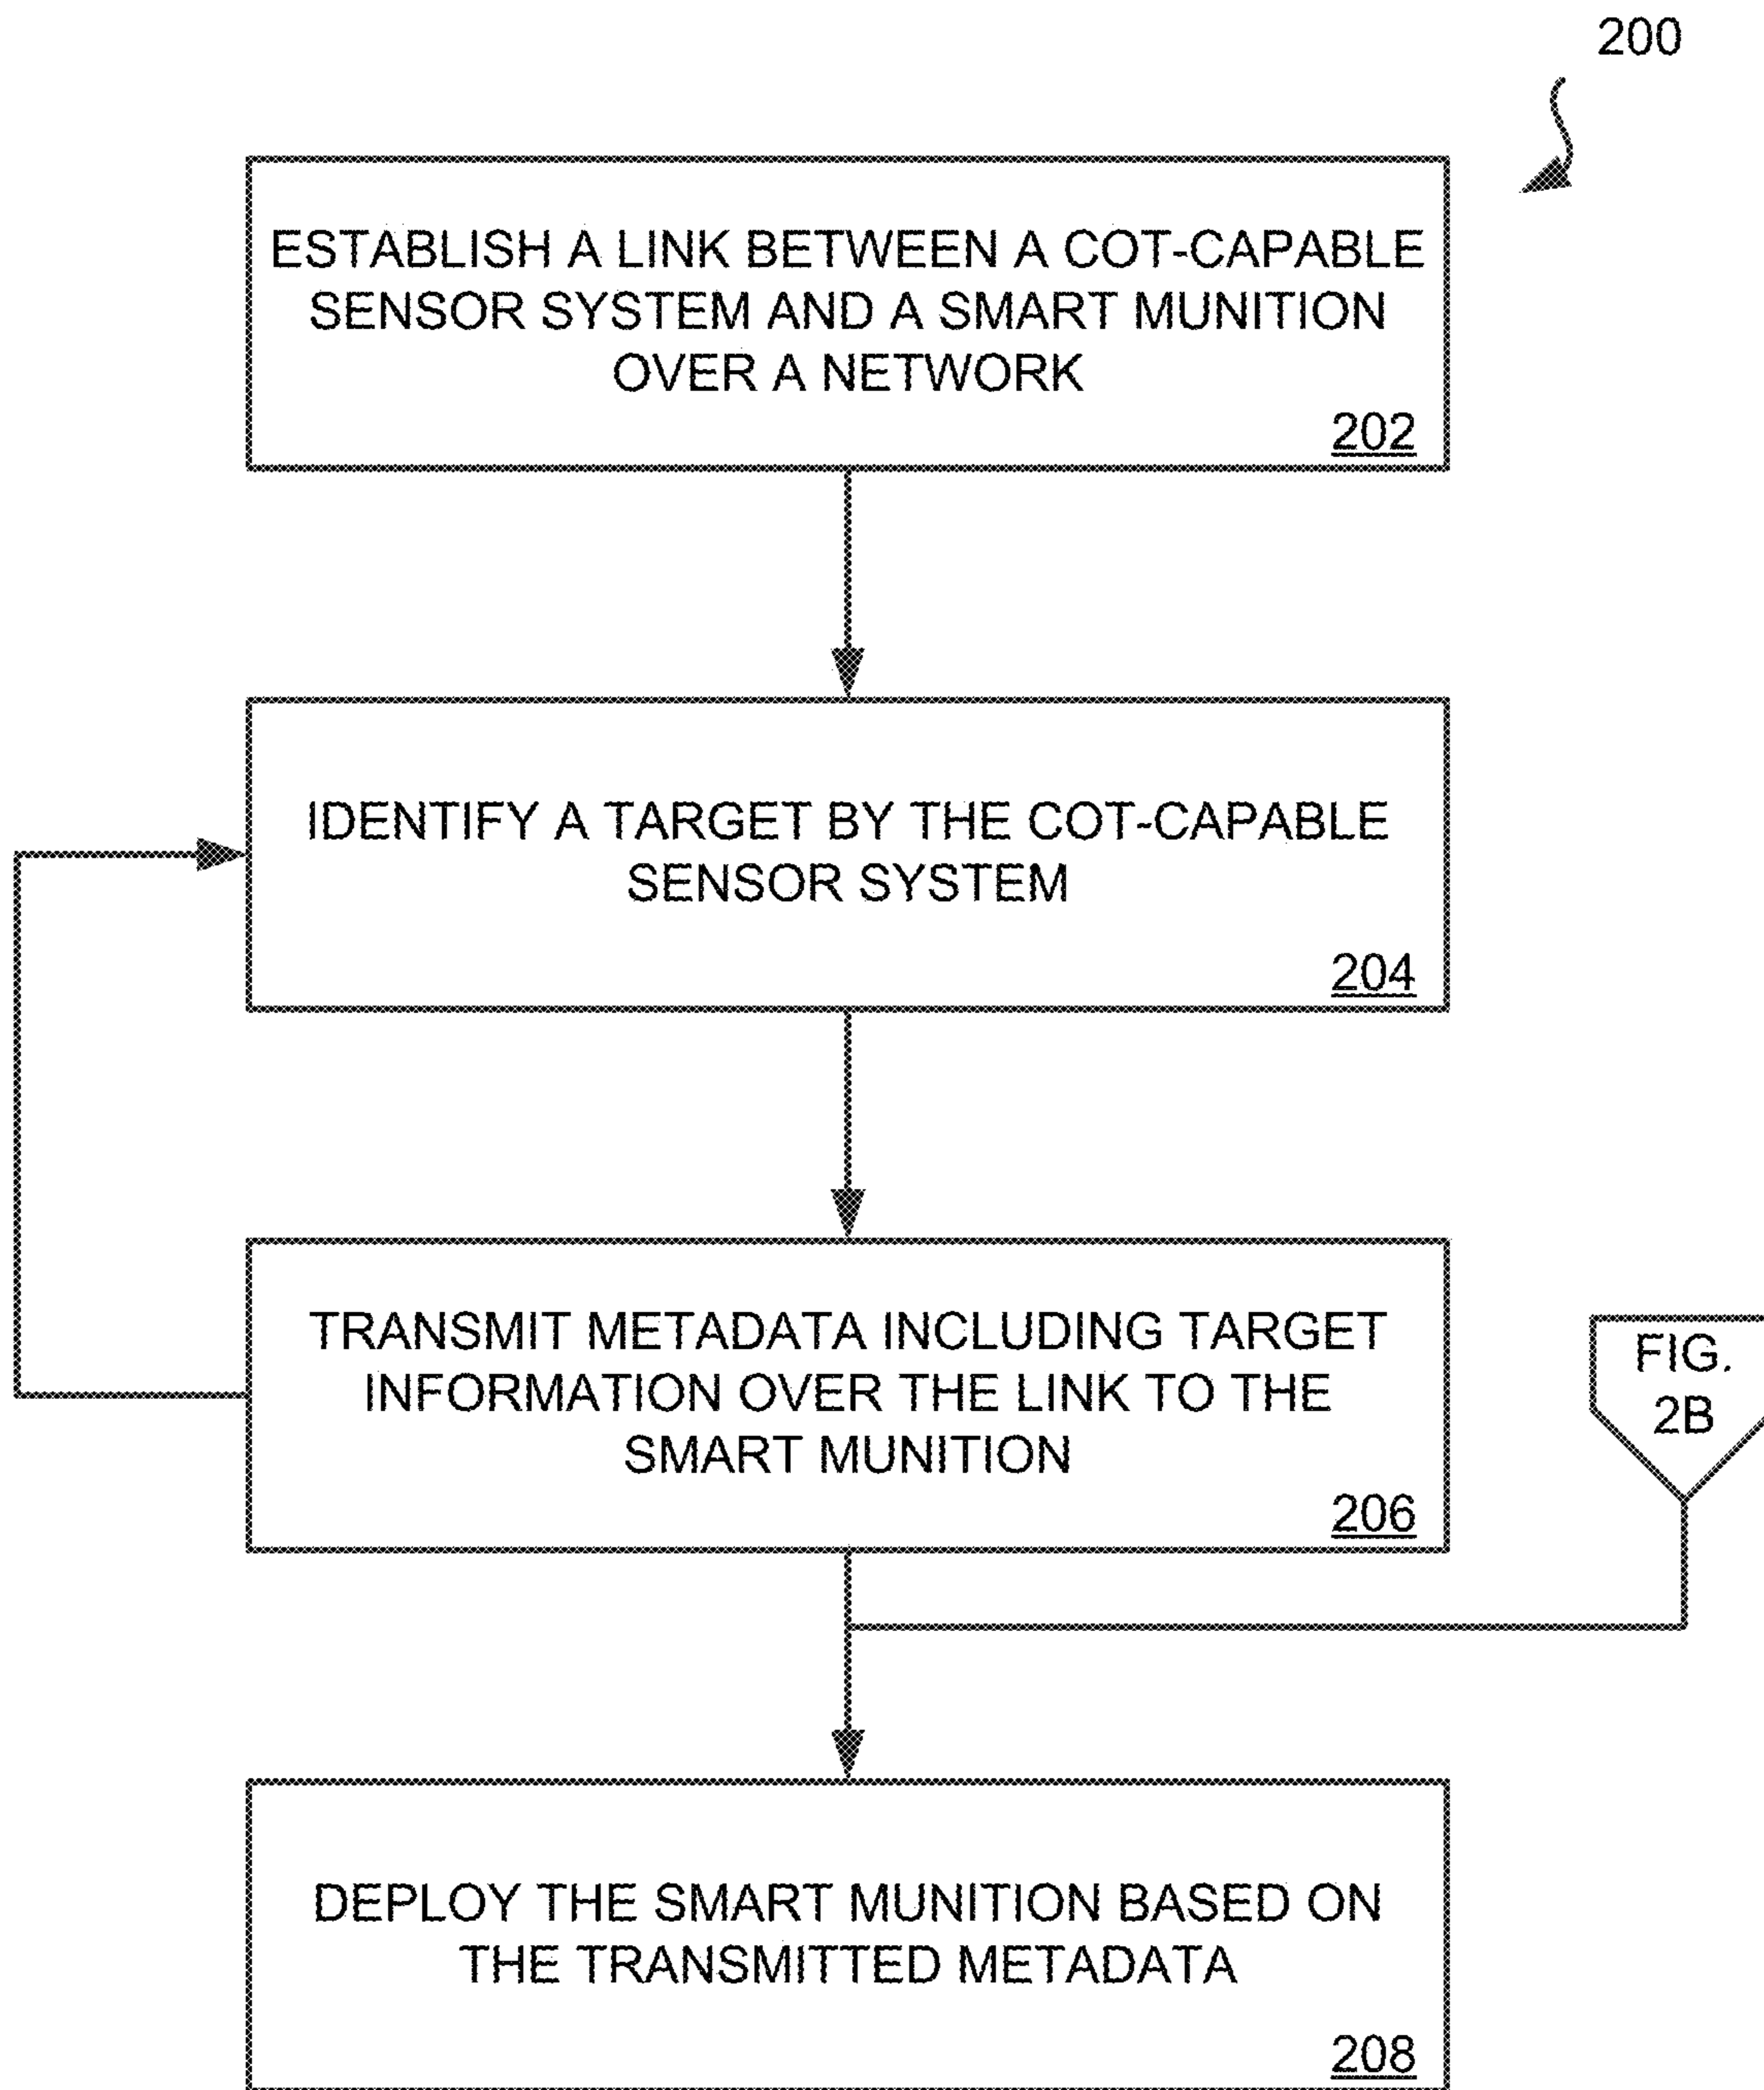 200
ESTABLISH A LINK BETWEEN A COT-CAPABLE
SENSOR SYSTEM AND A SMART MUNITION
OVER A NETWORK
202
IDENTIFY A TARGET BY THE COT-CAPABLE
SENSOR SYSTEM
204
TRANSMIT METADATA INCLUDING TARGET
INFORMATION OVER THE LINK TO THE
SMART MUNITION
206
FIG.
2B
DEPLOY THE SMART MUNITION BASED ON
THE TRANSMITTED METADATA
208